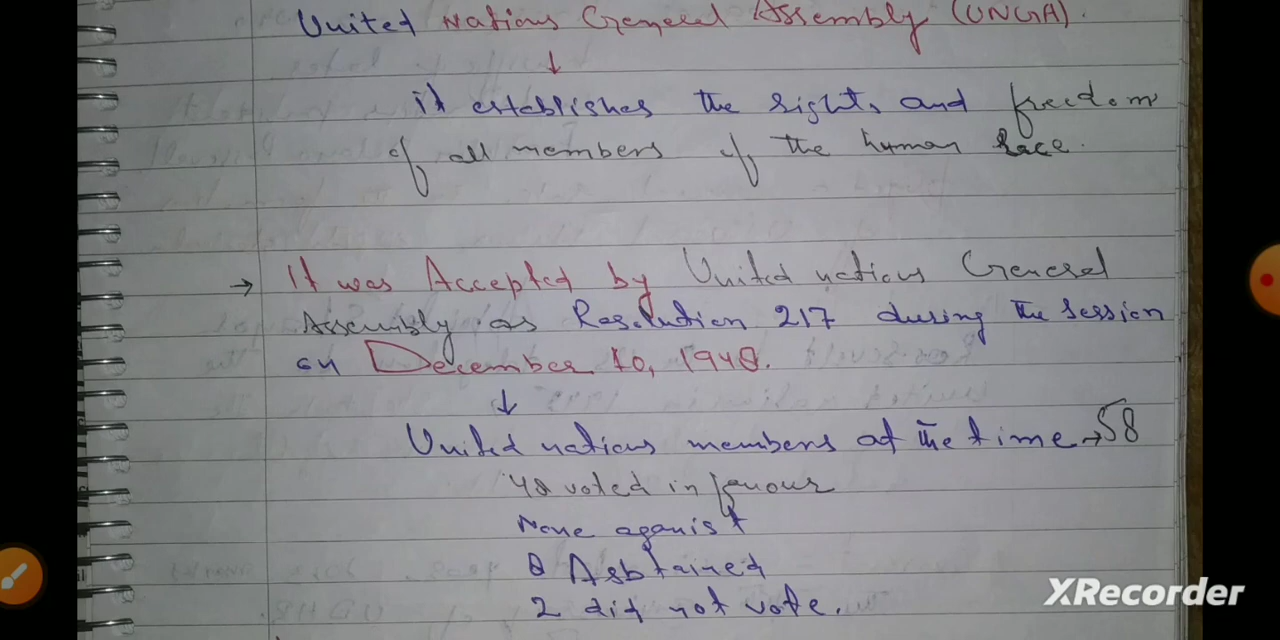 United Nations General Assembly (UNGA).
↓
it establishes the rights and freedom
of all members of the human Race.
→ It was Accepted by United nations General
Assembly as Resolution 217 during the session
on December 10, 1948.
↓
United nations members at the time → 58
48 voted in favour
None aganist
8 Asbtained
2 did not vote.
XRecorder